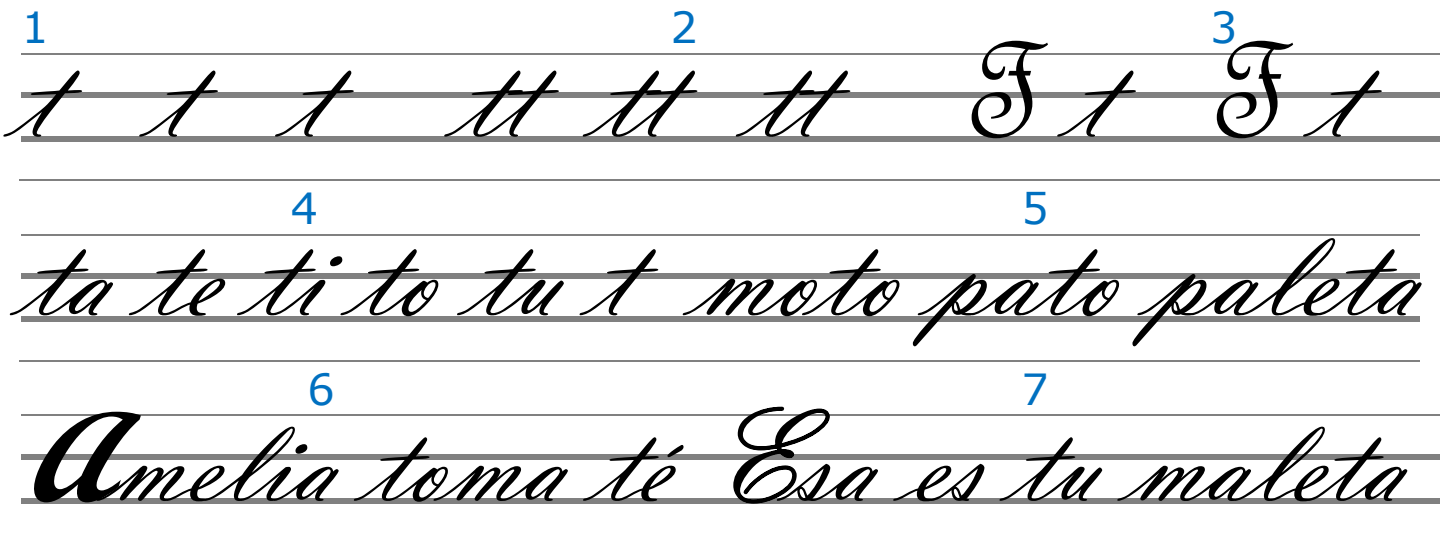 1 2 3
t t t tt tt tt F t F t
4 5
ta te ti to tu t moto pato paleta
6 7
Amelia toma té Esa es tu maleta